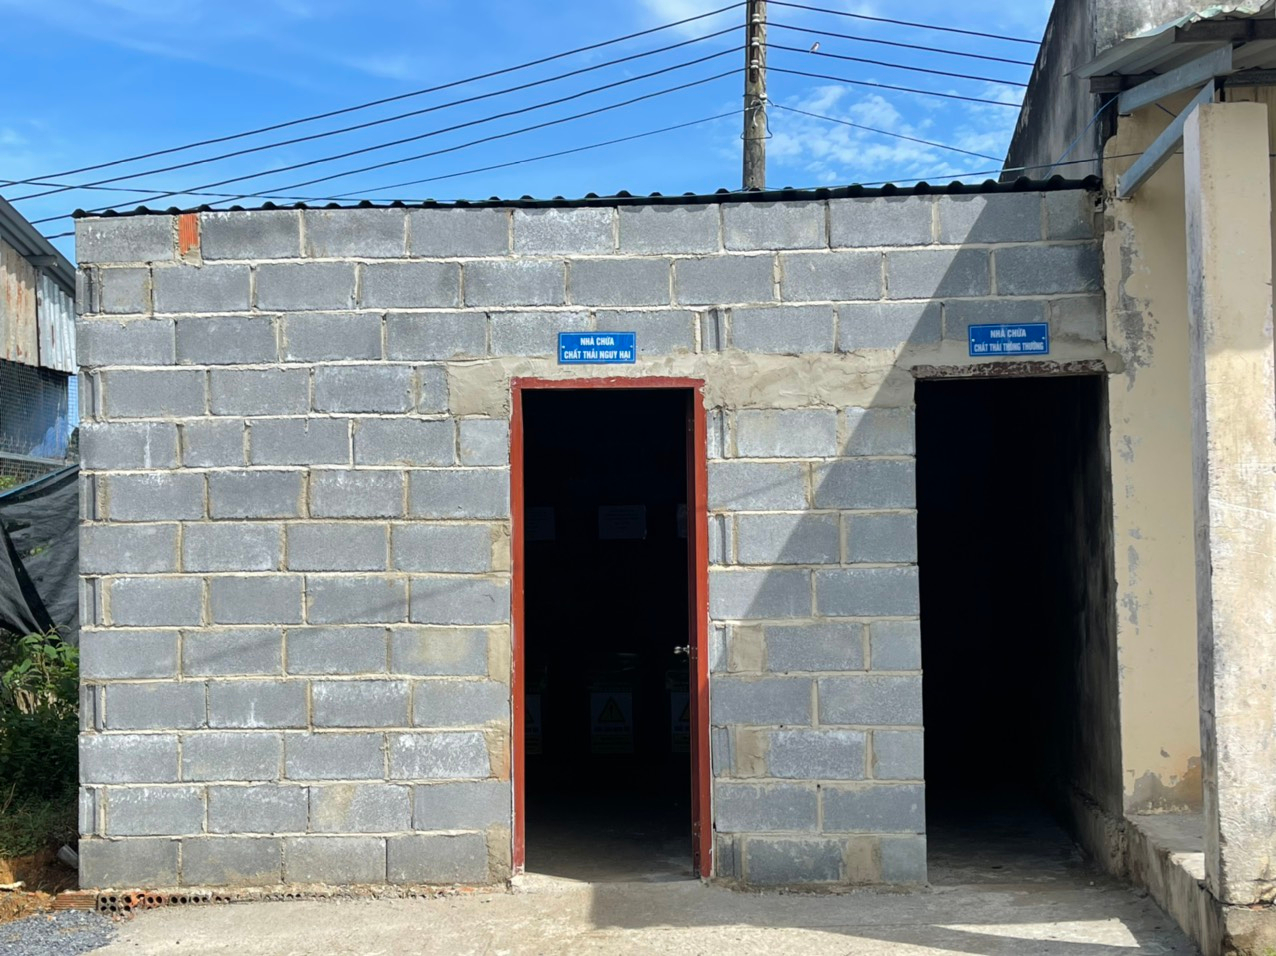 NHÀ CHỨA
CHẤT THẢI NGUY HẠI
NHÀ CHỨA
CHẤT THẢI THÔNG THƯỜNG